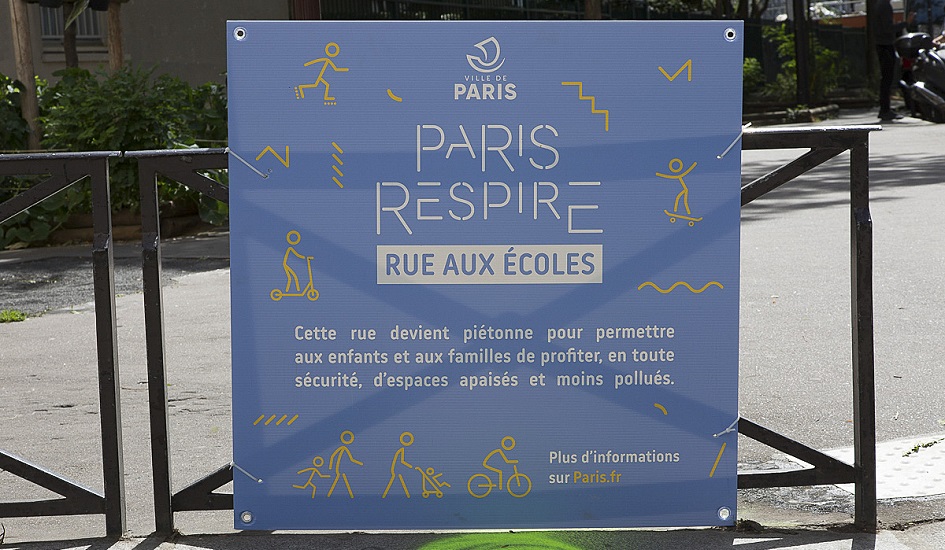 VILLE DE
PARIS
PARIS
RESPIRE
RUE AUX ÉCOLES
Cette rue devient piétonne pour permettre
aux enfants et aux familles de profiter, en toute
sécurité, d'espaces apaisés et moins pollués.
Plus d'informations
sur Paris.fr